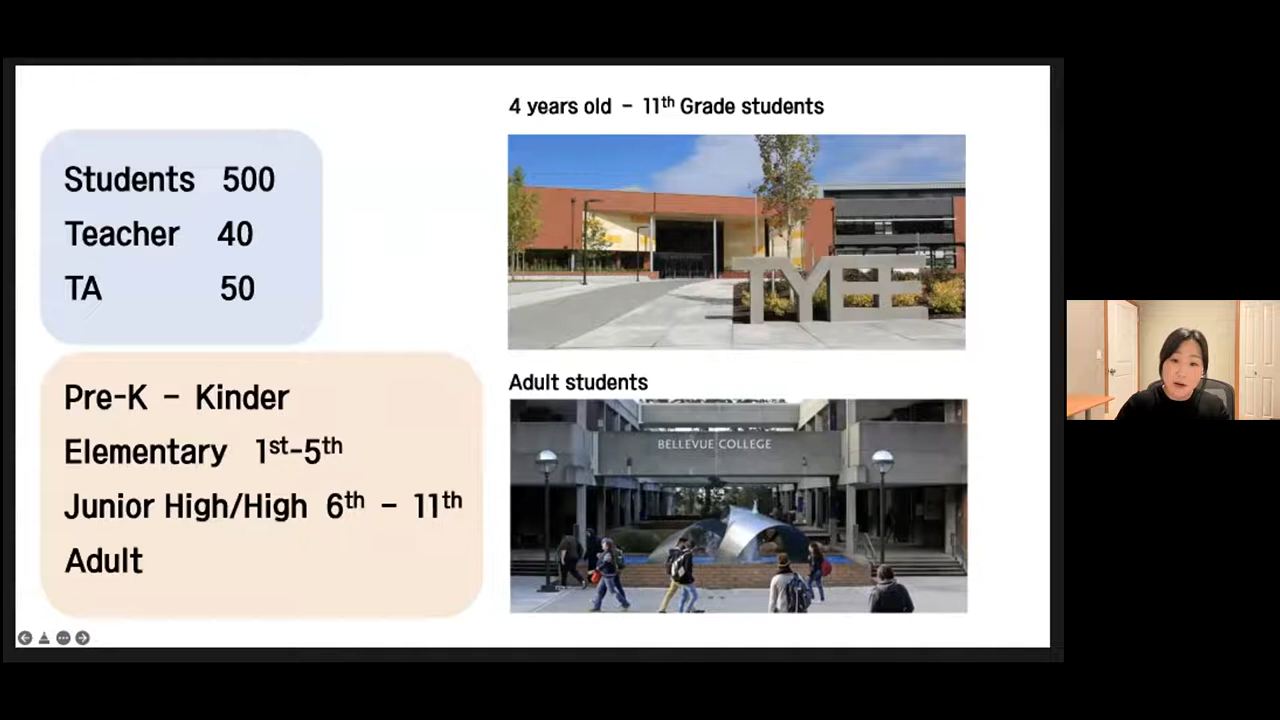 Students 500
Teacher 40
TA 50
Pre-K – Kinder
Elementary 1st-5th
Junior High/High 6th – 11th
Adult
4 years old – 11th Grade students
TYEE
Adult students
BELLEVUE COLLEGE